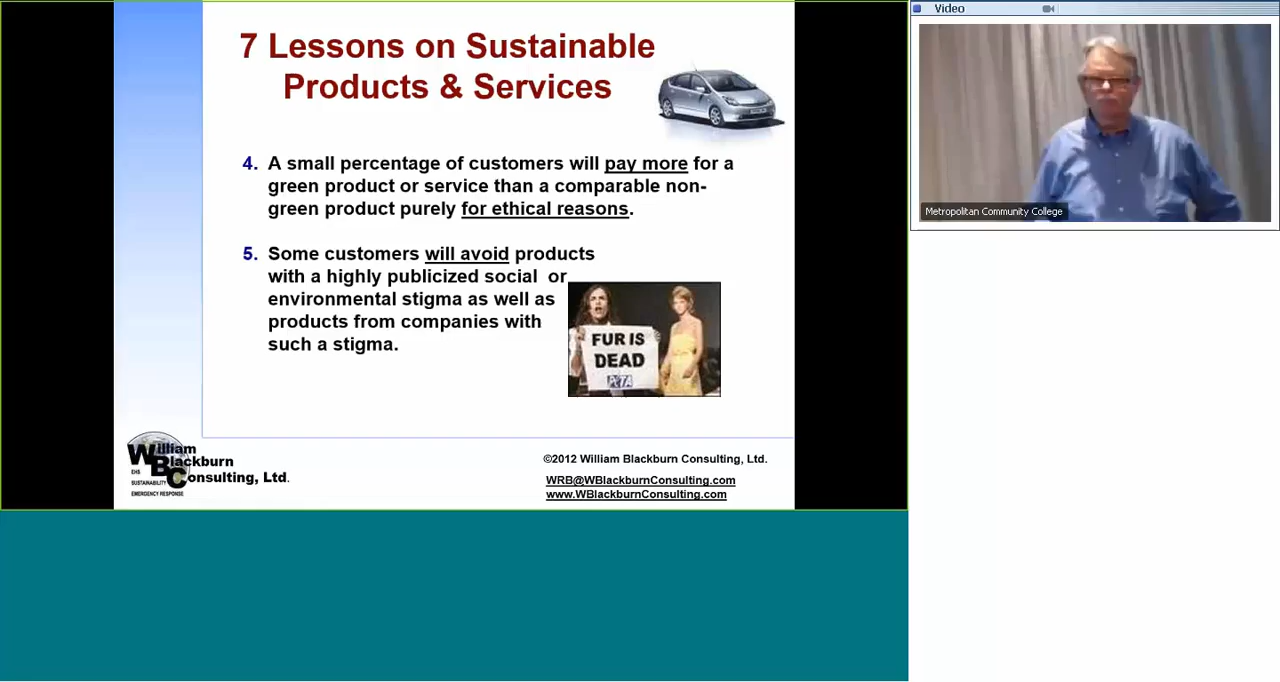 Video
7 Lessons on Sustainable
Products & Services
4. A small percentage of customers will pay more for a
green product or service than a comparable non-
green product purely for ethical reasons.
5. Some customers will avoid products
with a highly publicized social or
environmental stigma as well as
products from companies with
such a stigma.
FUR IS
DEAD
PETA
Metropolitan Community College
William
Blackburn
Consulting, Ltd.
EHS
SUSTAINABILITY
EMERGENCY RESPONSE
©2012 William Blackburn Consulting, Ltd.
WRB@WBlackburnConsulting.com
www.WBlackburnConsulting.com